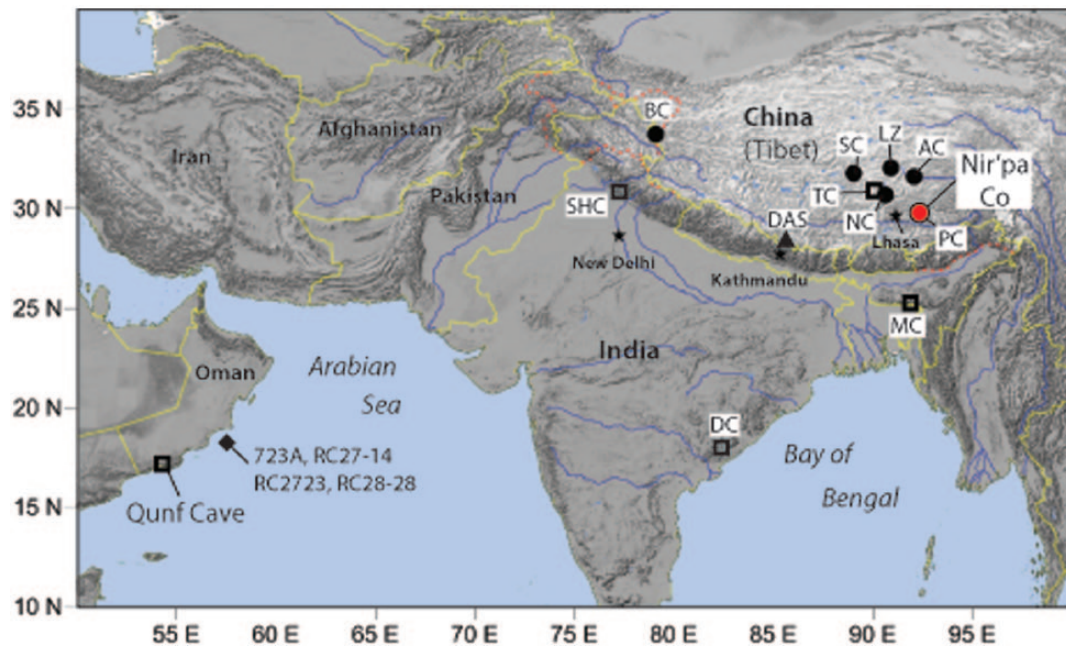 35 N
30 N
25 N
20 N
15 N
10 N
55 E
60 E
65 E
70 E
75 E
80 E
85 E
90 E
95 E
Iran
Afghanistan
Pakistan
BC
China
(Tibet)
SC
LZ
AC
Nir'pa
Co
TC
NC
PC
Lhasa
SHC
New Delhi
DAS
Kathmandu
MC
India
Oman
Arabian
Sea
DC
Bay of
Bengal
723A, RC27-14
RC2723, RC28-28
Qunf Cave